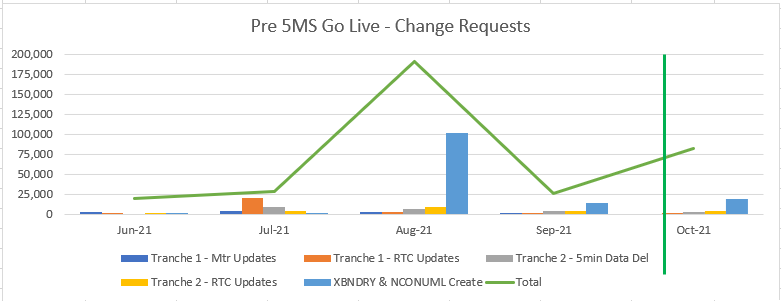 Pre 5MS Go Live - Change Requests
200,000
175,000
150,000
125,000
100,000
75,000
50,000
25,000
0
Jun-21 Jul-21 Aug-21 Sep-21 Oct-21
Tranche 1 - Mtr Updates Tranche 1 - RTC Updates Tranche 2 - 5min Data Del
Tranche 2 - RTC Updates XBNDRY & NCONUML Create Total